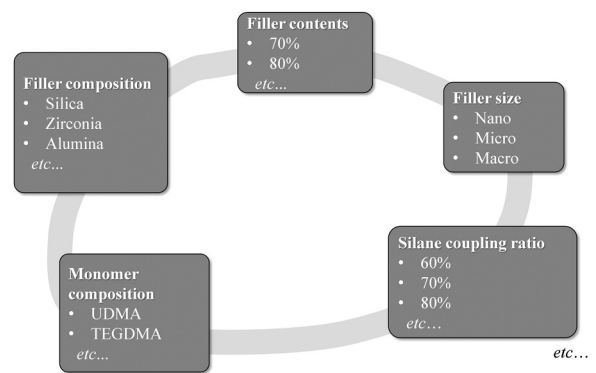 Filler contents
• 70%
• 80%
etc...
Filler composition
• Silica
• Zirconia
• Alumina
etc...
Filler size
• Nano
• Micro
• Macro
Silane coupling ratio
• 60%
• 70%
• 80%
etc...
Monomer
composition
• UDMA
• TEGDMA
etc...
etc...